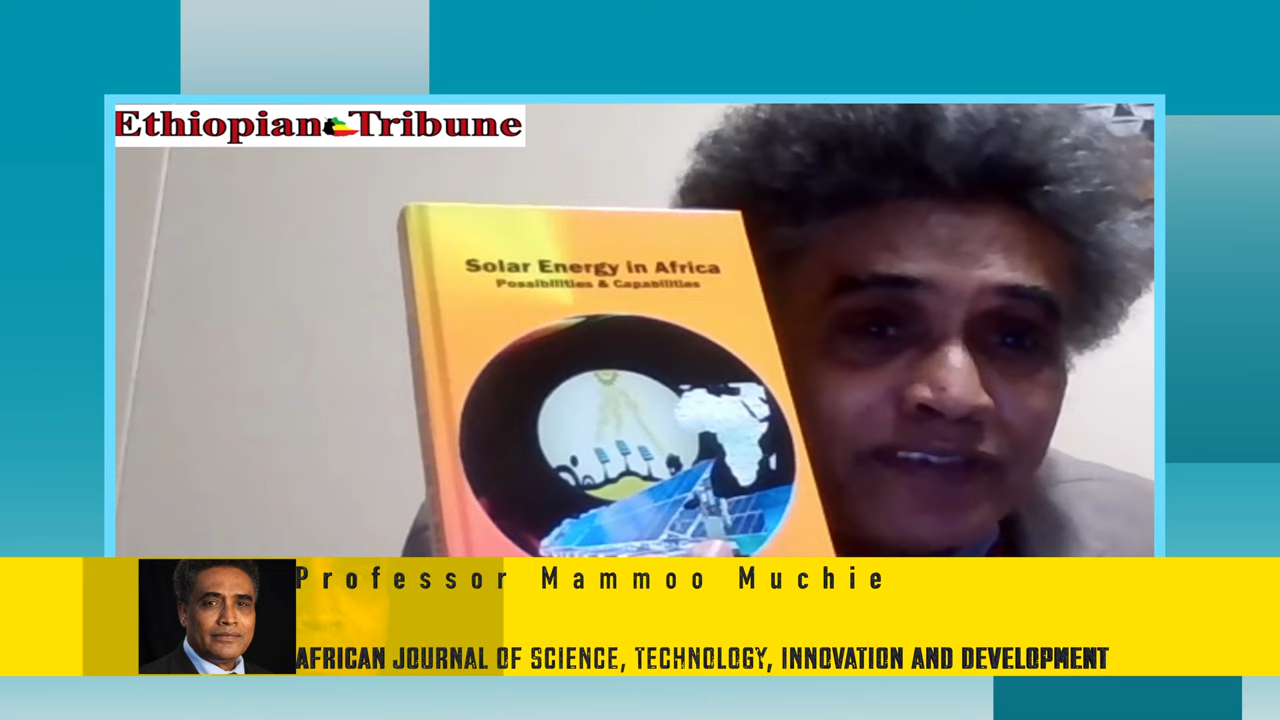 Ethiopian Tribune
Solar Energy in Africa
Possibilities & Capabilities
Professor Mammoo Muchie
AFRICAN JOURNAL OF SCIENCE, TECHNOLOGY, INNOVATION AND DEVELOPMENT